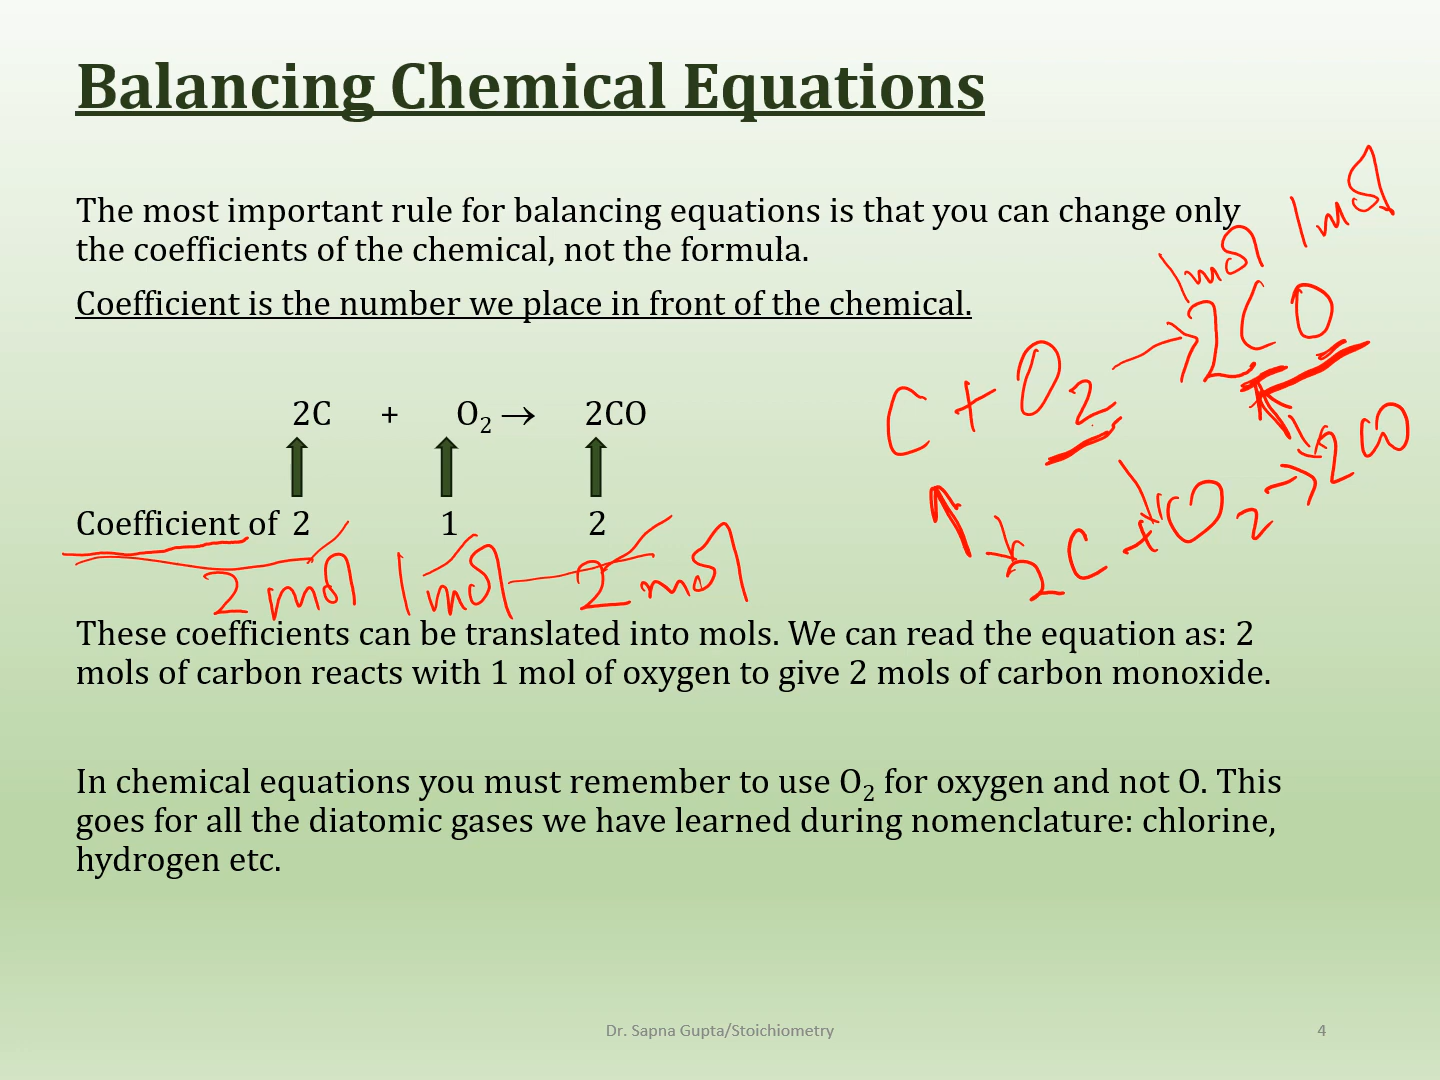 Balancing Chemical Equations
The most important rule for balancing equations is that you can change only
the coefficients of the chemical, not the formula.
Coefficient is the number we place in front of the chemical.
1mol 1mol
C + O₂ → 2CO
2C + O₂ → 2CO
2C + O₂ → 2CO
Coefficient of 2 1 2
2 mol 1 mol 2 mol
These coefficients can be translated into mols. We can read the equation as: 2
mols of carbon reacts with 1 mol of oxygen to give 2 mols of carbon monoxide.
In chemical equations you must remember to use O₂ for oxygen and not O. This
goes for all the diatomic gases we have learned during nomenclature: chlorine,
hydrogen etc.
Dr. Sapna Gupta/Stoichiometry 4